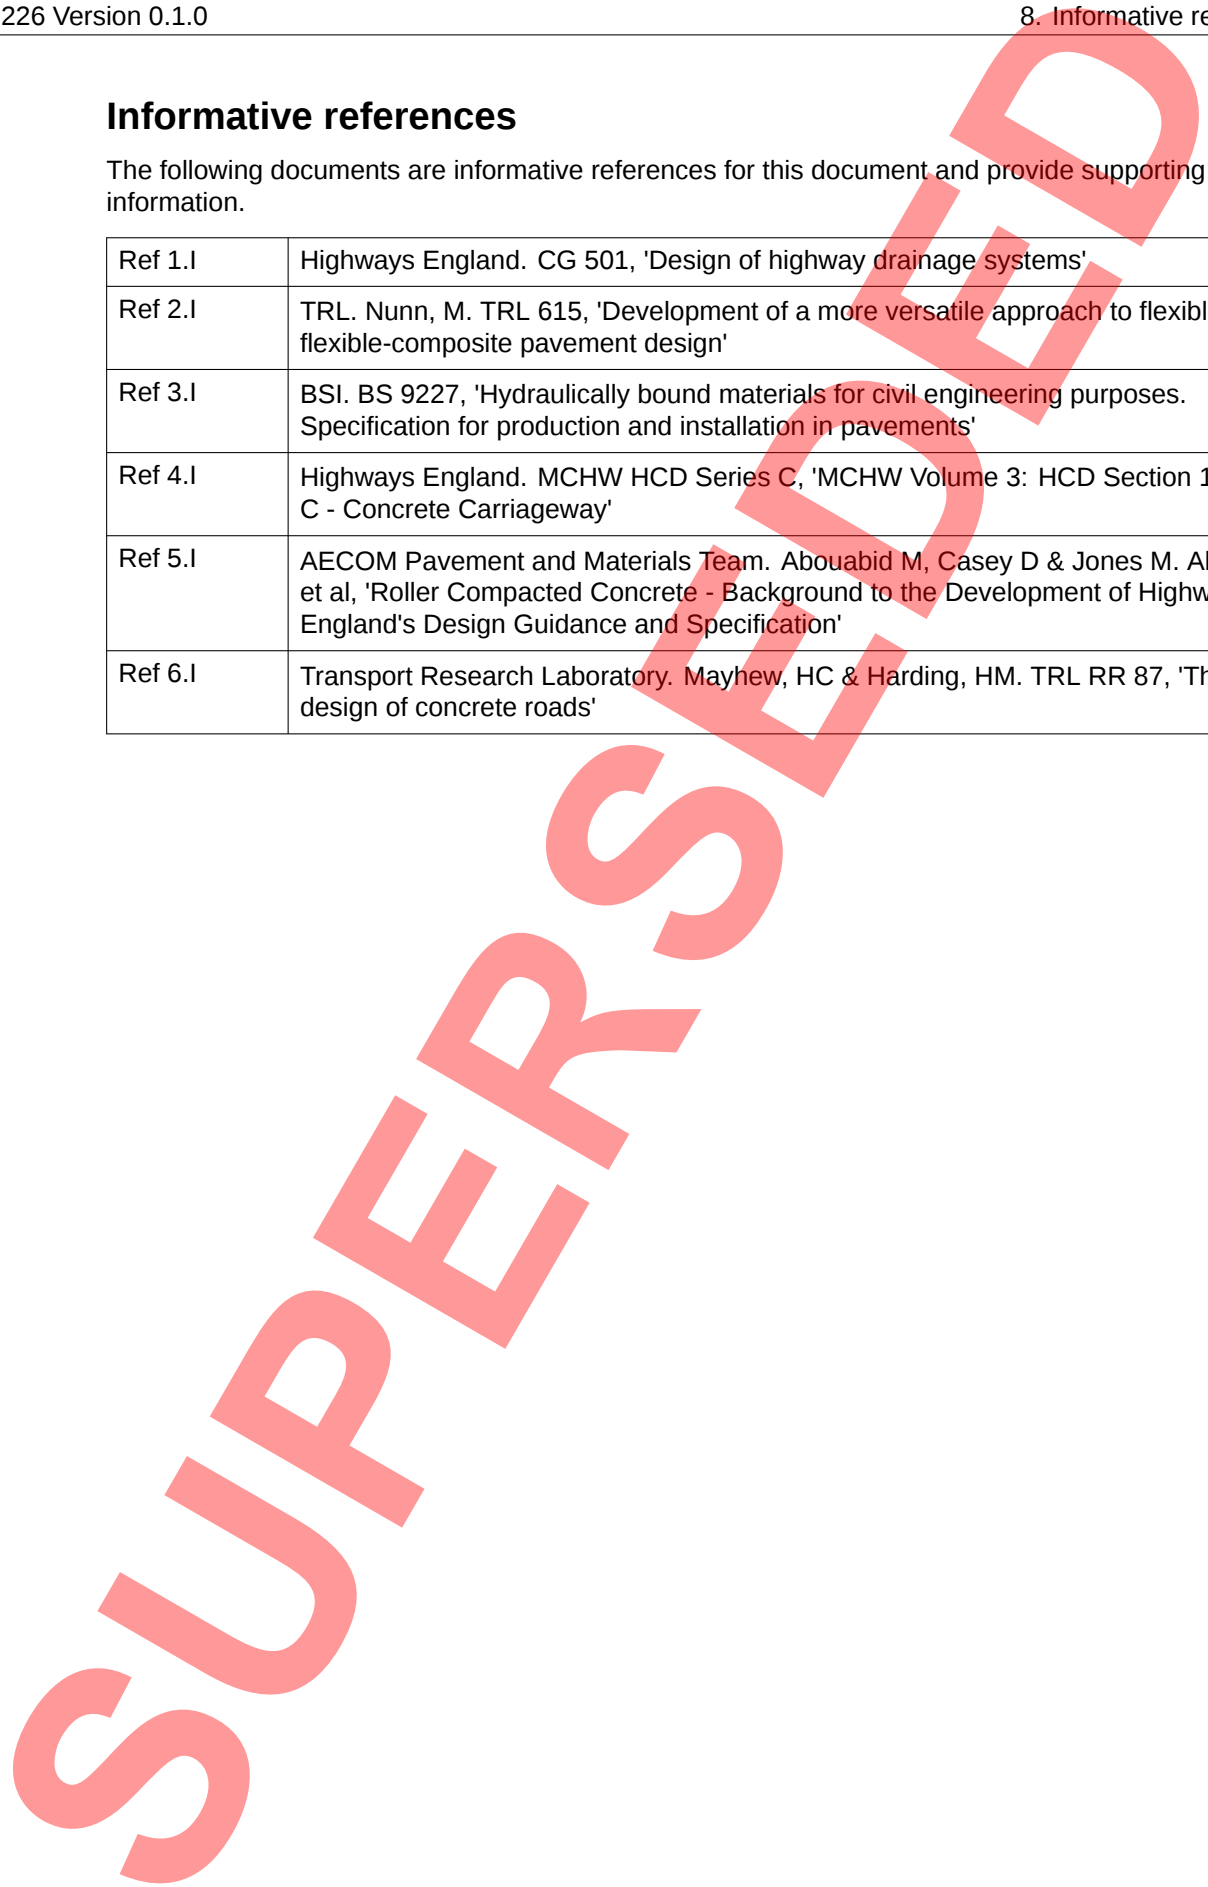 226 Version 0.1.0
8. Informative
Informative references
The following documents are informative references for this document and provide supporting
information.
Ref 1.I Highways England. CG 501, 'Design of highway drainage systems'
Ref 2.I TRL. Nunn, M. TRL 615, 'Development of a more versatile approach to
flexible-composite pavement design'
Ref 3.I BSI. BS 9227, 'Hydraulically bound materials for civil engineering purposes.
Specification for production and installation in pavements'
Ref 4.I Highways England. MCHW HCD Series C, 'MCHW Volume 3: HCD Section
C - Concrete Carriageway'
Ref 5.I AECOM Pavement and Materials Team. Abouabid M, Casey D & Jones M.
et al, 'Roller Compacted Concrete - Background to the Development of
England's Design Guidance and Specification'
Ref 6.I Transport Research Laboratory. Mayhew, HC & Harding, HM. TRL RR 87,
design of concrete roads'
SUPERSEDED